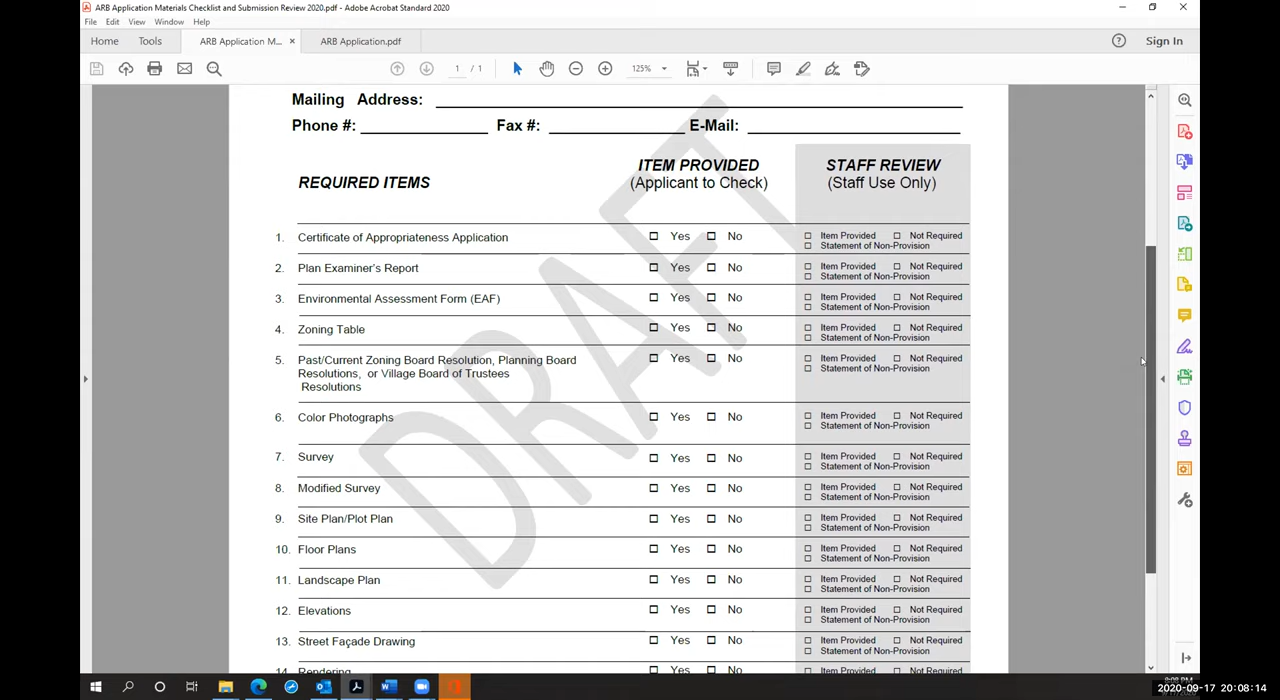 ARB Application Materials Checklist and Submission Review 2020.pdf - Adobe Acrobat Standard 2020
File Edit View Window Help
Home Tools ARB Application M... × ARB Application.pdf ? Sign In
1 / 1 125%
Mailing Address:
Phone #: Fax #: E-Mail:
ITEM PROVIDED STAFF REVIEW
REQUIRED ITEMS (Applicant to Check) (Staff Use Only)
DRAFT
1. Certificate of Appropriateness Application Yes No Item Provided Not Required
Statement of Non-Provision
2. Plan Examiner's Report Yes No Item Provided Not Required
Statement of Non-Provision
3. Environmental Assessment Form (EAF) Yes No Item Provided Not Required
Statement of Non-Provision
4. Zoning Table Yes No Item Provided Not Required
Statement of Non-Provision
5. Past/Current Zoning Board Resolution, Planning Board Yes No Item Provided Not Required
Resolutions, or Village Board of Trustees Statement of Non-Provision
Resolutions
6. Color Photographs Yes No Item Provided Not Required
Statement of Non-Provision
7. Survey Yes No Item Provided Not Required
Statement of Non-Provision
8. Modified Survey Yes No Item Provided Not Required
Statement of Non-Provision
9. Site Plan/Plot Plan Yes No Item Provided Not Required
Statement of Non-Provision
10. Floor Plans Yes No Item Provided Not Required
Statement of Non-Provision
11. Landscape Plan Yes No Item Provided Not Required
Statement of Non-Provision
12. Elevations Yes No Item Provided Not Required
Statement of Non-Provision
13. Street Façade Drawing Yes No Item Provided Not Required
Statement of Non-Provision
14. Rendering Yes No Item Provided Not Required
8:08 PM
2020-09-17 20:08:14